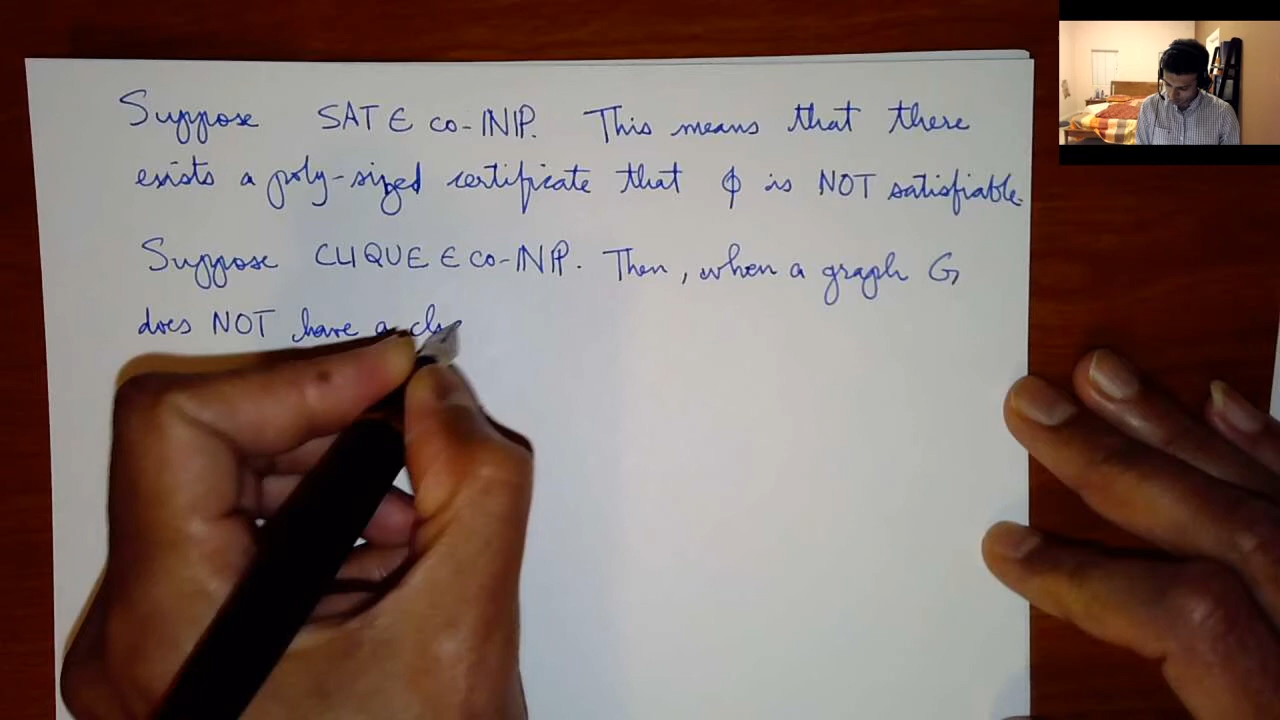 Suppose SAT ∈ co-NP. This means that there
exists a poly-sized certificate that ϕ is NOT satisfiable.
Suppose CLIQUE ∈ co-NP. Then, when a graph G
does NOT have a